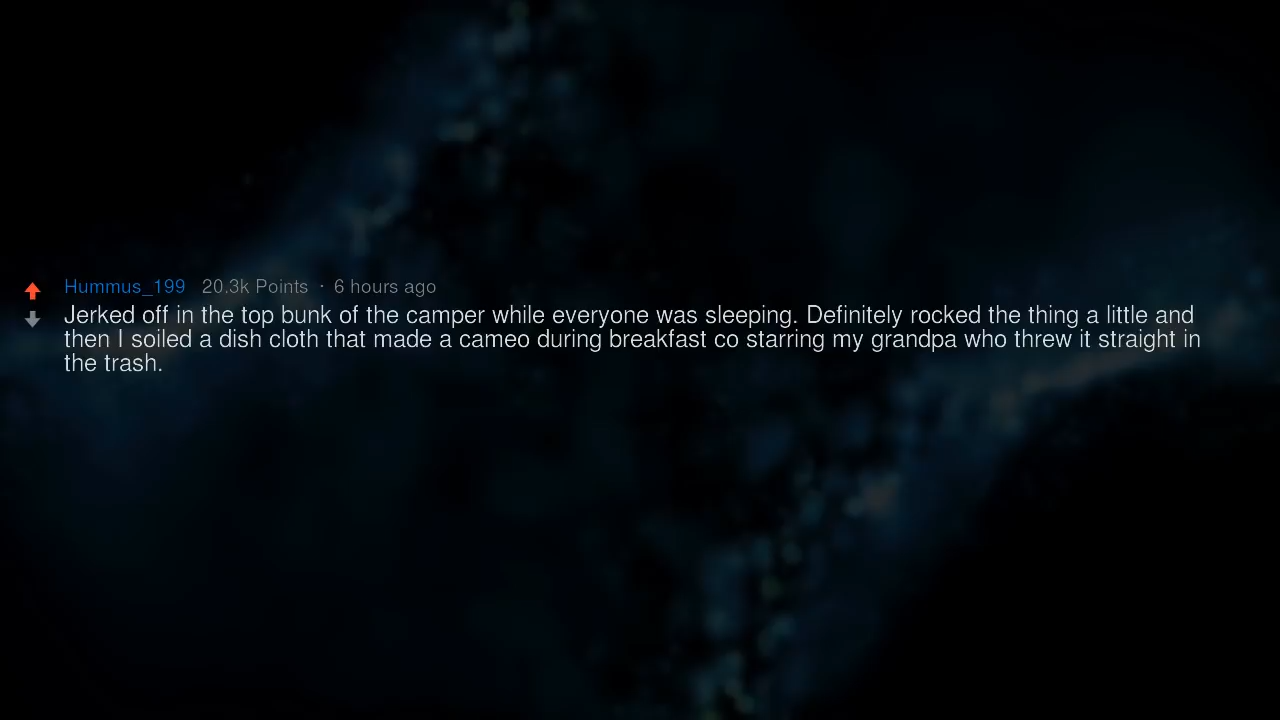 Hummus_199 20.3k Points · 6 hours ago
Jerked off in the top bunk of the camper while everyone was sleeping. Definitely rocked the thing a little and
then I soiled a dish cloth that made a cameo during breakfast co starring my grandpa who threw it straight in
the trash.